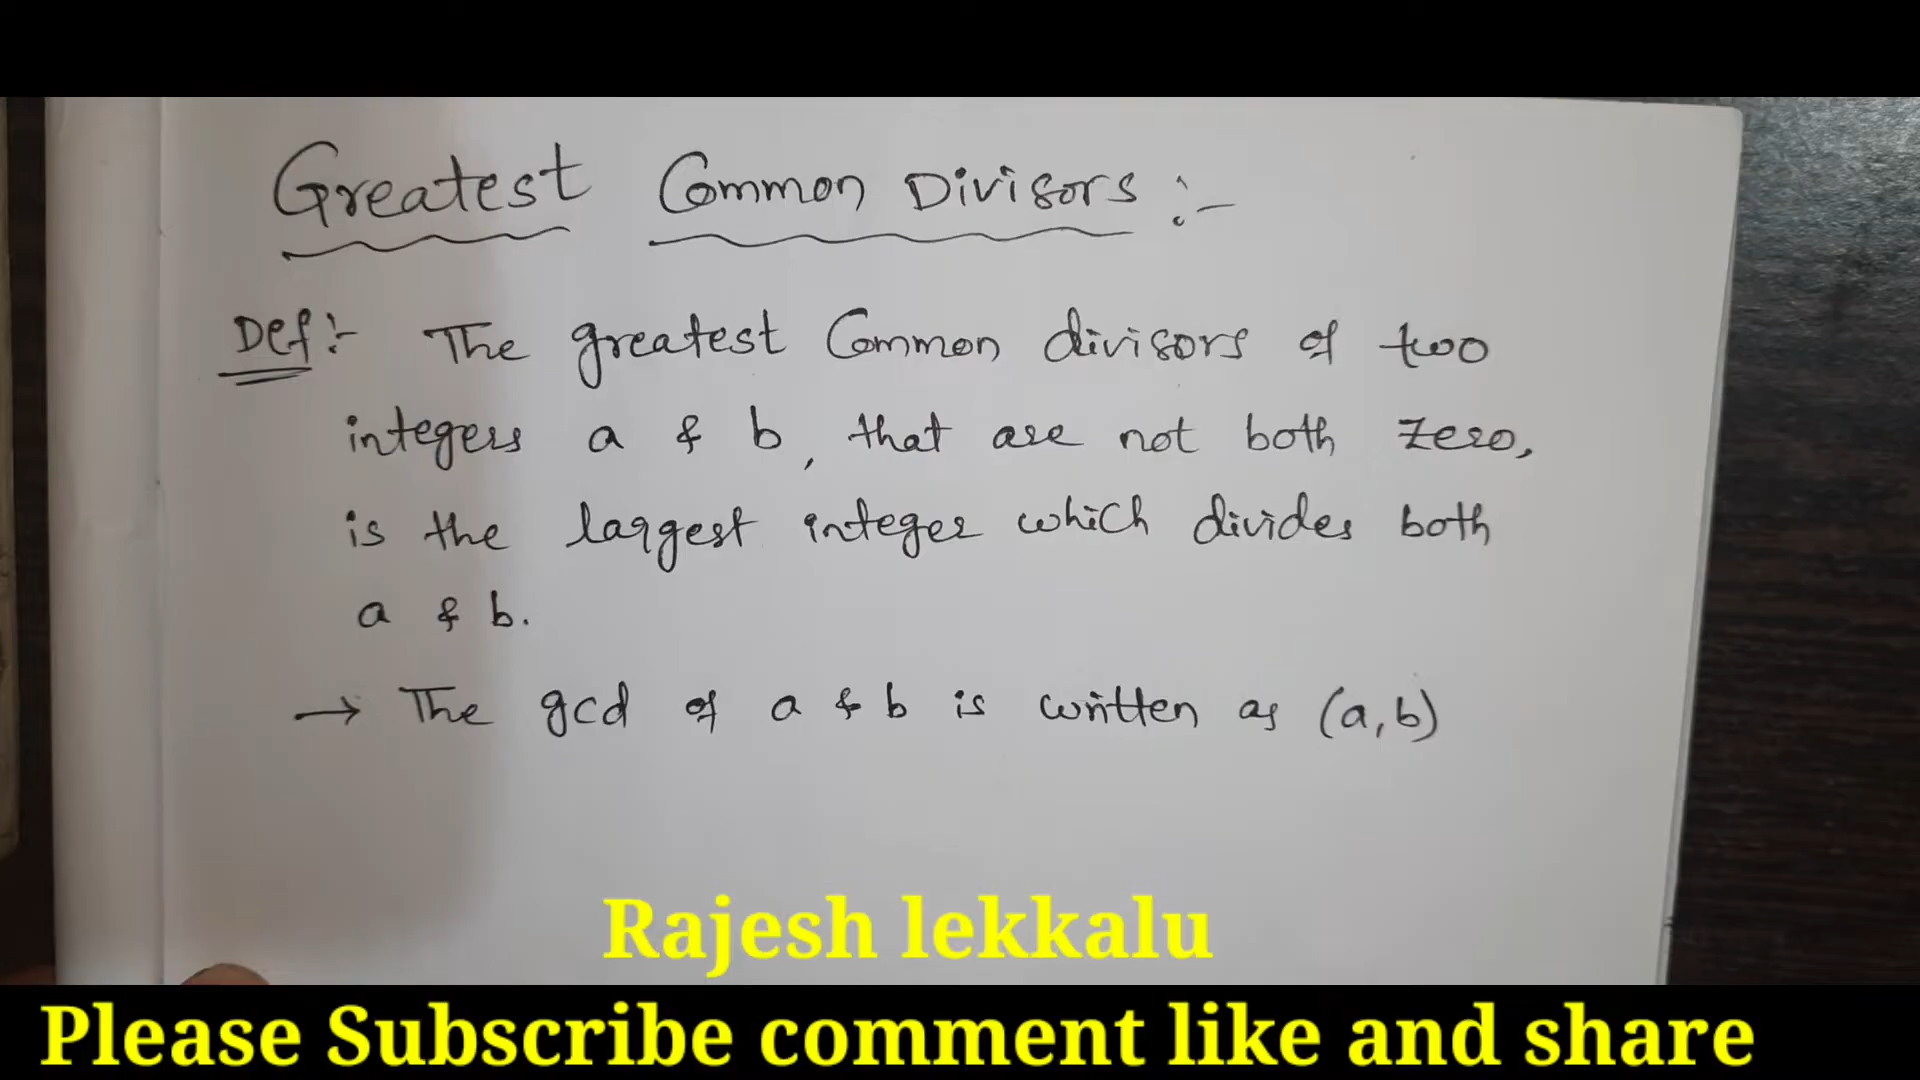 Greatest Common Divisors :-
Def:- The greatest Common divisors of two
integers a & b, that are not both zero,
is the largest integer which divides both
a & b.
→ The gcd of a & b is written as (a,b)
Rajesh lekkalu
Please Subscribe comment like and share